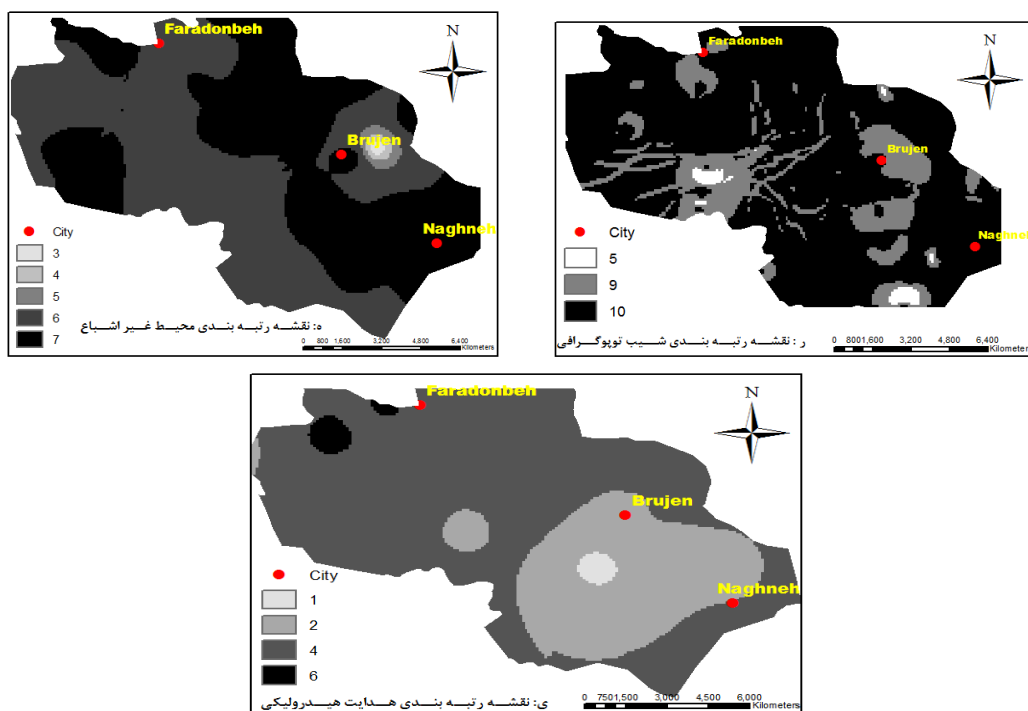 Faradonbeh
N
Brujen
Naghneh
City
3
4
5
6
7
ه: نقشه رتبه بندی محیط غیر اشباع
0 800 1,600 3,200 4,800 6,400
Kilometers
Faradonbeh
N
Brujen
Naghneh
City
5
9
10
ر : نقشه رتبه بندی شیب توپوگرافی
0 800 1,600 3,200 4,800 6,400
Kilometers
Faradonbeh
N
Brujen
Naghneh
City
1
2
4
6
ی: نقشه رتبه بندی هدایت هیدرولیکی
0 750 1,500 3,000 4,500 6,000
Kilometers